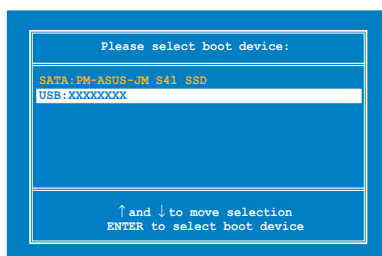 Please select boot device:
SATA:PM-ASUS-JM S41 SSD
USB:XXXXXXXX
↑ and ↓ to move selection
ENTER to select boot device